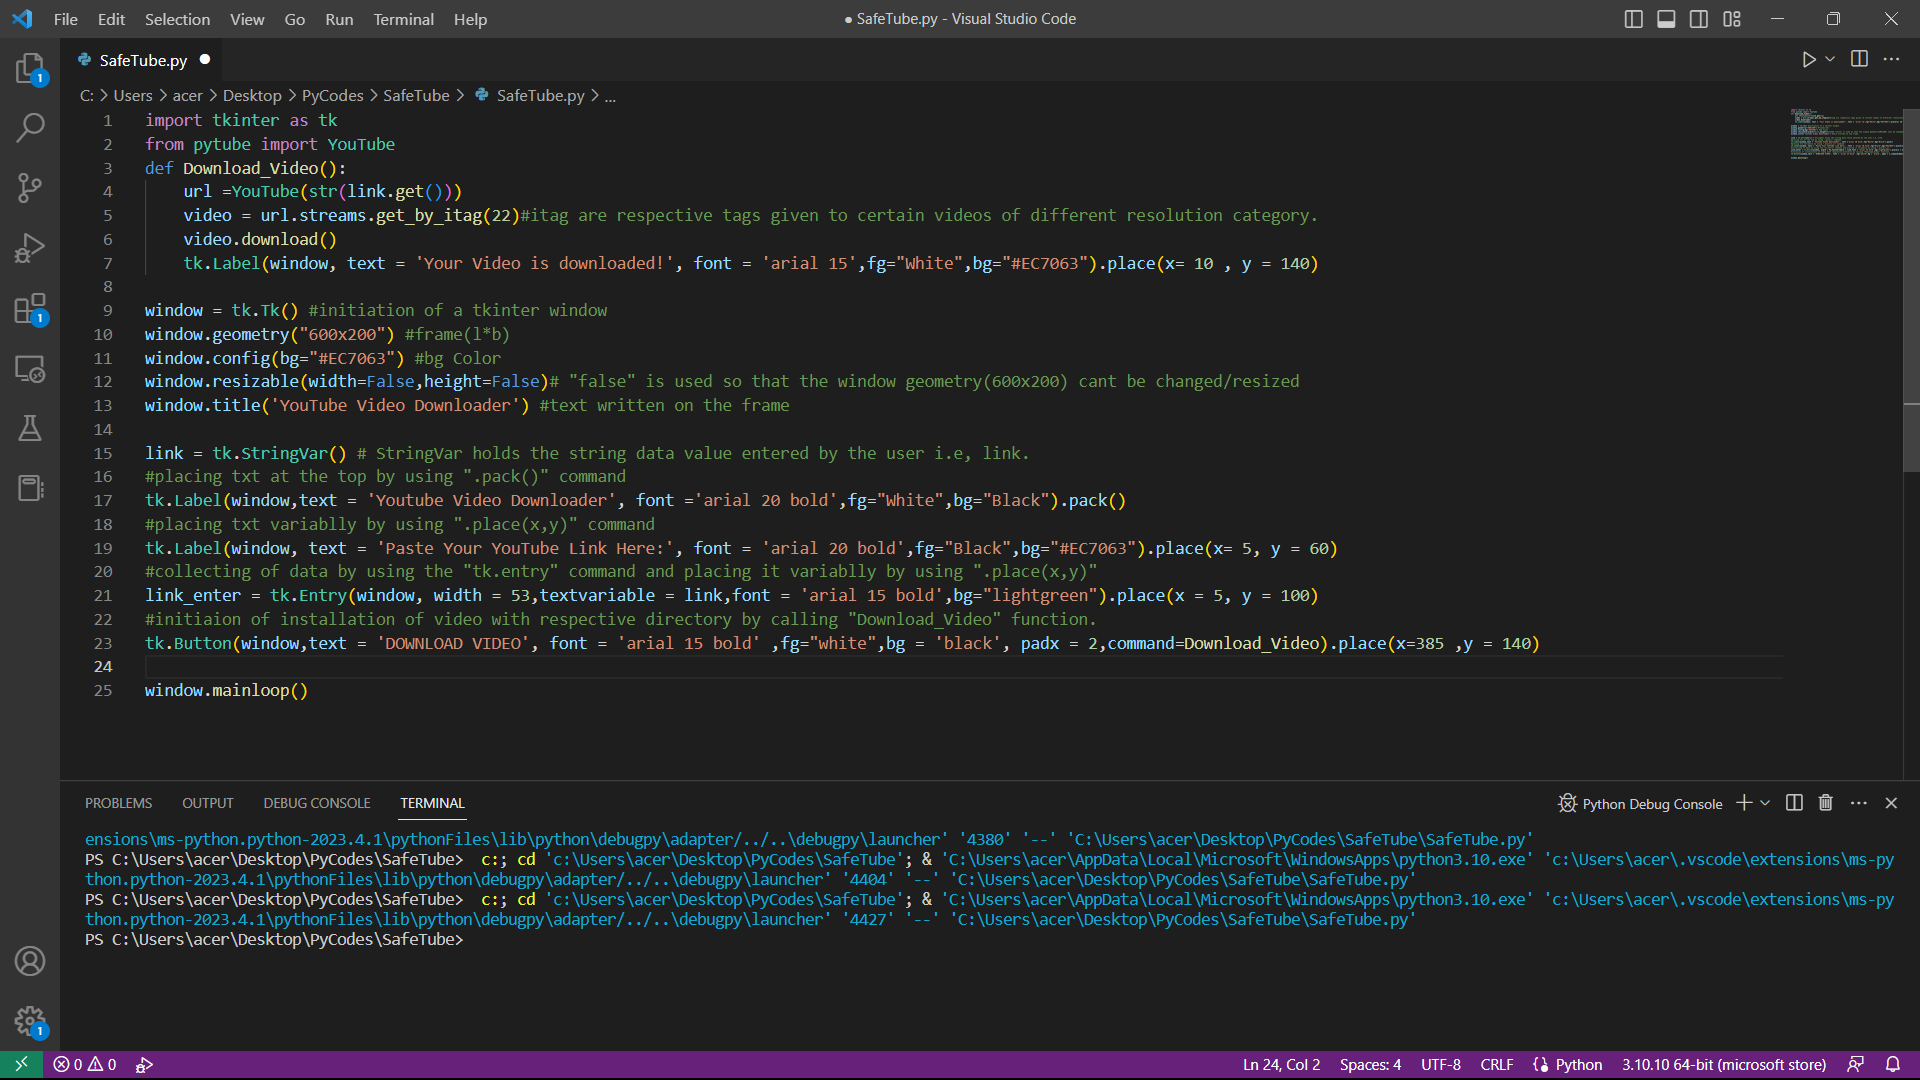 File Edit Selection View Go Run Terminal Help
● SafeTube.py - Visual Studio Code
SafeTube.py ●
C: > Users > acer > Desktop > PyCodes > SafeTube > SafeTube.py > ...
1 import tkinter as tk
2 from pytube import YouTube
3 def Download_Video():
4     url =YouTube(str(link.get()))
5     video = url.streams.get_by_itag(22)#itag are respective tags given to certain videos of different resolution category.
6     video.download()
7     tk.Label(window, text = 'Your Video is downloaded!', font = 'arial 15',fg="White",bg="#EC7063").place(x= 10 , y = 140)
8
9 window = tk.Tk() #initiation of a tkinter window
10 window.geometry("600x200") #frame(l*b)
11 window.config(bg="#EC7063") #bg Color
12 window.resizable(width=False,height=False)# "false" is used so that the window geometry(600x200) cant be changed/resized
13 window.title('YouTube Video Downloader') #text written on the frame
14
15 link = tk.StringVar() # StringVar holds the string data value entered by the user i.e, link.
16 #placing txt at the top by using ".pack()" command
17 tk.Label(window,text = 'Youtube Video Downloader', font ='arial 20 bold',fg="White",bg="Black").pack()
18 #placing txt variablly by using ".place(x,y)" command
19 tk.Label(window, text = 'Paste Your YouTube Link Here:', font = 'arial 20 bold',fg="Black",bg="#EC7063").place(x= 5, y = 60)
20 #collecting of data by using the "tk.entry" command and placing it variablly by using ".place(x,y)"
21 link_enter = tk.Entry(window, width = 53,textvariable = link,font = 'arial 15 bold',bg="lightgreen").place(x = 5, y = 100)
22 #initiaion of installation of video with respective directory by calling "Download_Video" function.
23 tk.Button(window,text = 'DOWNLOAD VIDEO', font = 'arial 15 bold' ,fg="white",bg = 'black', padx = 2,command=Download_Video).place(x=385 ,y = 140)
24
25 window.mainloop()
PROBLEMS OUTPUT DEBUG CONSOLE TERMINAL
Python Debug Console
ensions\ms-python.python-2023.4.1\pythonFiles\lib\python\debugpy\adapter/../..\debugpy\launcher' '4380' '--' 'C:\Users\acer\Desktop\PyCodes\SafeTube\SafeTube.py'
PS C:\Users\acer\Desktop\PyCodes\SafeTube>  c:; cd 'c:\Users\acer\Desktop\PyCodes\SafeTube'; & 'C:\Users\acer\AppData\Local\Microsoft\WindowsApps\python3.10.exe' 'c:\Users\acer\.vscode\extensions\ms-py
thon.python-2023.4.1\pythonFiles\lib\python\debugpy\adapter/../..\debugpy\launcher' '4404' '--' 'C:\Users\acer\Desktop\PyCodes\SafeTube\SafeTube.py'
PS C:\Users\acer\Desktop\PyCodes\SafeTube>  c:; cd 'c:\Users\acer\Desktop\PyCodes\SafeTube'; & 'C:\Users\acer\AppData\Local\Microsoft\WindowsApps\python3.10.exe' 'c:\Users\acer\.vscode\extensions\ms-py
thon.python-2023.4.1\pythonFiles\lib\python\debugpy\adapter/../..\debugpy\launcher' '4427' '--' 'C:\Users\acer\Desktop\PyCodes\SafeTube\SafeTube.py'
PS C:\Users\acer\Desktop\PyCodes\SafeTube>
1
1
1
0 0
Ln 24, Col 2 Spaces: 4 UTF-8 CRLF Python 3.10.10 64-bit (microsoft store)